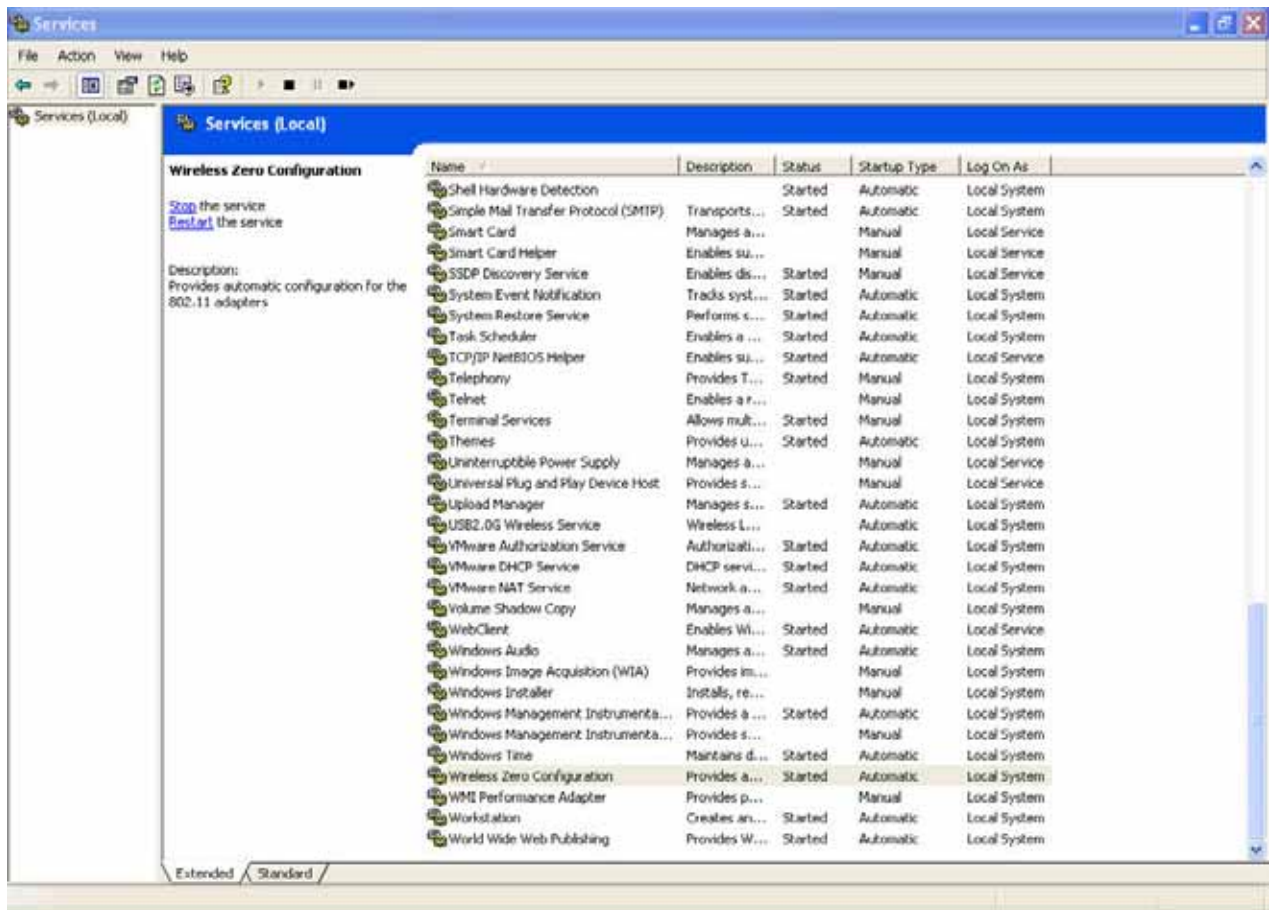 Services
File Action View Help
Services (Local)
Services (Local)
Wireless Zero Configuration
Stop the service
Restart the service
Description:
Provides automatic configuration for the
802.11 adapters
Name Description Status Startup Type Log On As
Shell Hardware Detection Started Automatic Local System
Simple Mail Transfer Protocol (SMTP) Transports... Started Automatic Local System
Smart Card Manages a... Manual Local Service
Smart Card Helper Enables su... Manual Local Service
SSDP Discovery Service Enables dis... Started Manual Local Service
System Event Notification Tracks syst... Started Automatic Local System
System Restore Service Performs s... Started Automatic Local System
Task Scheduler Enables a ... Started Automatic Local System
TCP/IP NetBIOS Helper Enables su... Started Automatic Local Service
Telephony Provides T... Started Manual Local System
Telnet Enables a r... Manual Local System
Terminal Services Allows mult... Started Manual Local System
Themes Provides u... Started Automatic Local System
Uninterruptible Power Supply Manages a... Manual Local Service
Universal Plug and Play Device Host Provides s... Manual Local Service
Upload Manager Manages s... Started Automatic Local System
USB2.0G Wireless Service Wireless L... Automatic Local System
VMware Authorization Service Authorizati... Started Automatic Local System
VMware DHCP Service DHCP servi... Started Automatic Local System
VMware NAT Service Network a... Started Automatic Local System
Volume Shadow Copy Manages a... Manual Local System
WebClient Enables Wi... Started Automatic Local Service
Windows Audio Manages a... Started Automatic Local System
Windows Image Acquisition (WIA) Provides im... Manual Local System
Windows Installer Installs, re... Manual Local System
Windows Management Instrumenta... Provides a ... Started Automatic Local System
Windows Management Instrumenta... Provides s... Manual Local System
Windows Time Maintains d... Started Automatic Local System
Wireless Zero Configuration Provides a... Started Automatic Local System
WMI Performance Adapter Provides p... Manual Local System
Workstation Creates an... Started Automatic Local System
World Wide Web Publishing Provides W... Started Automatic Local System
Extended Standard